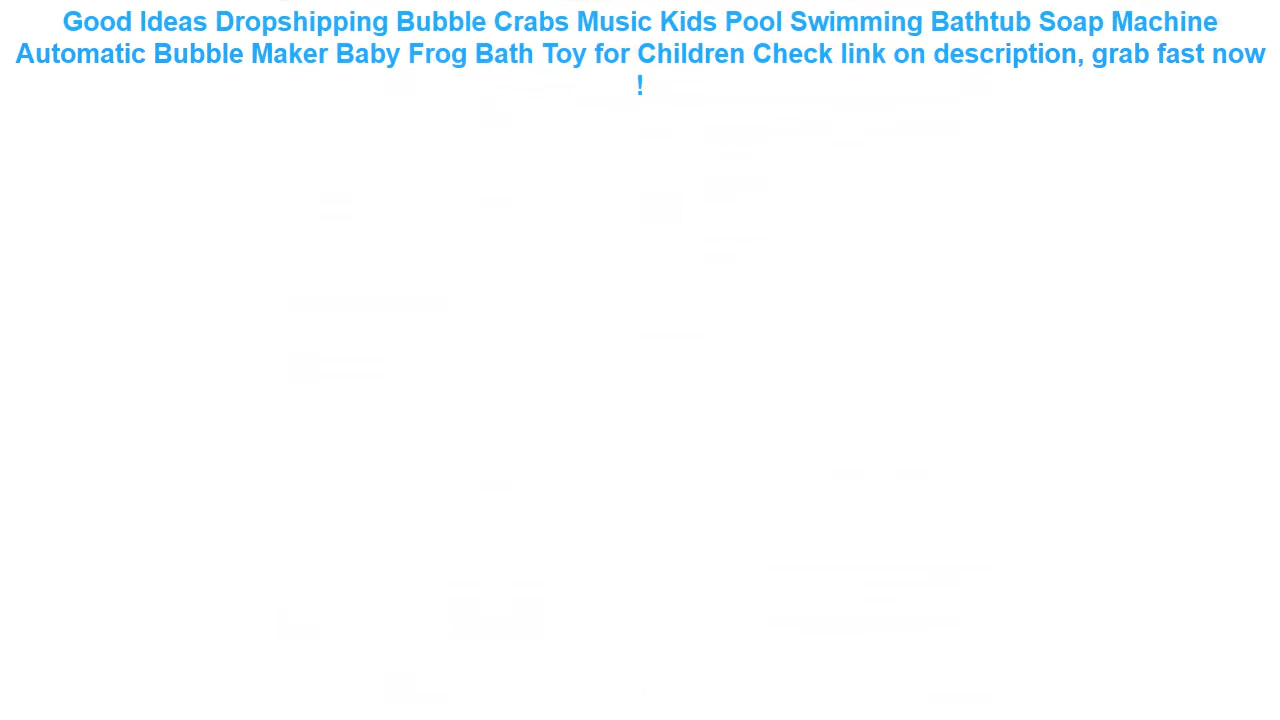 Good Ideas Dropshipping Bubble Crabs Music Kids Pool Swimming Bathtub Soap Machine
Automatic Bubble Maker Baby Frog Bath Toy for Children Check link on description, grab fast now
!